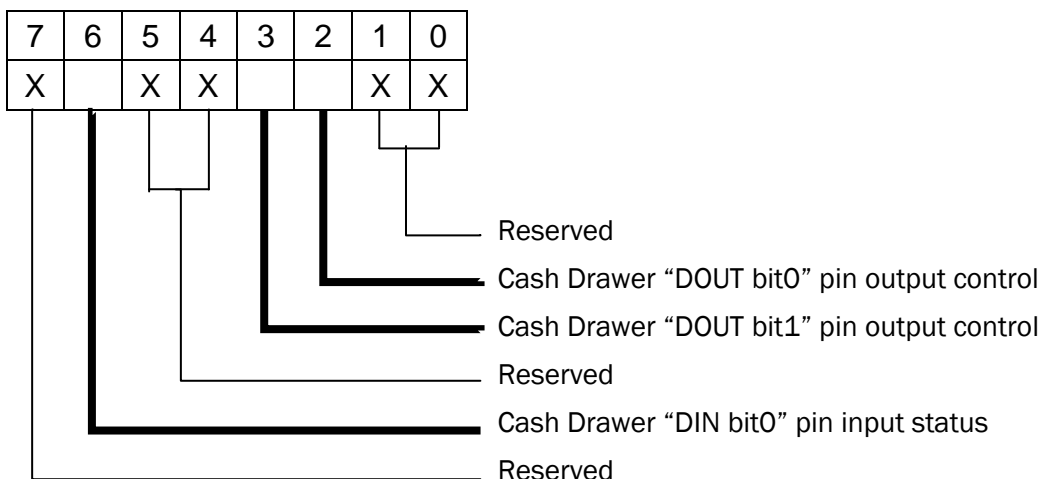 7 6 5 4 3 2 1 0
X X X X X
Reserved
Cash Drawer “DOUT bit0” pin output control
Cash Drawer “DOUT bit1” pin output control
Reserved
Cash Drawer “DIN bit0” pin input status
Reserved